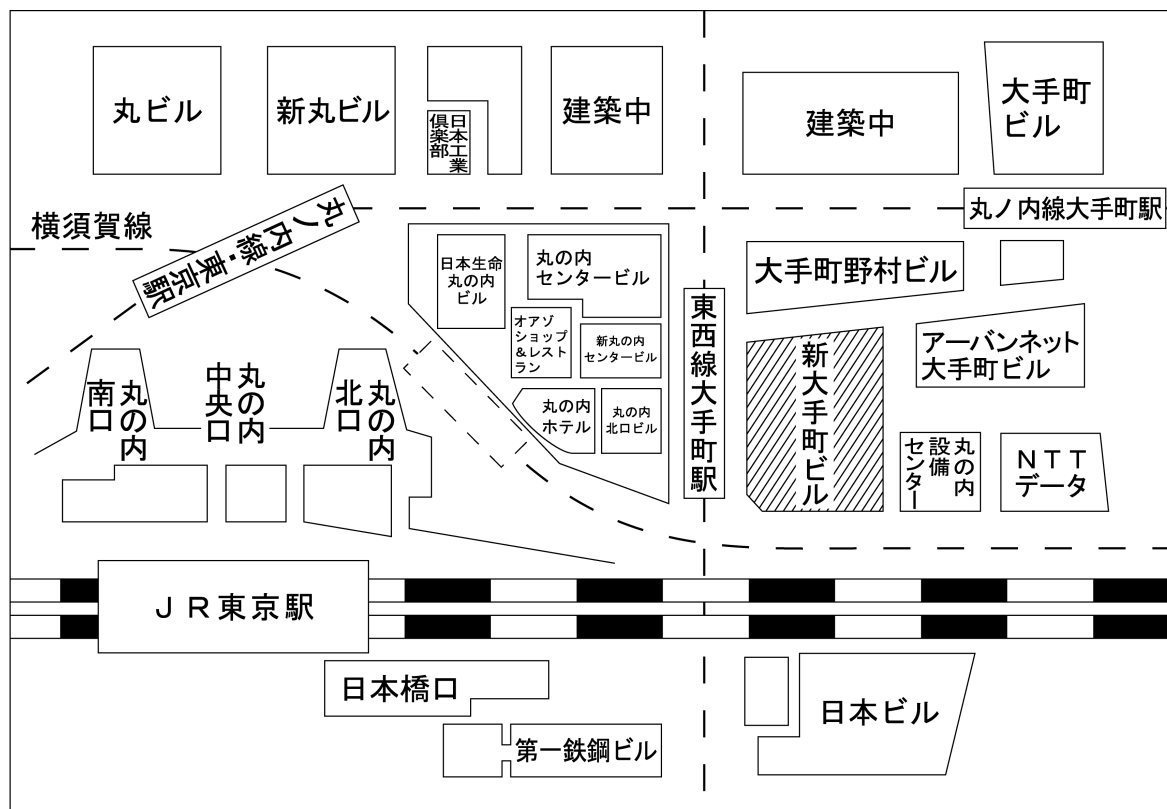 丸ビル
新丸ビル
日本工業
倶楽部
建築中
建築中
大手町
ビル
丸ノ内線大手町駅
横須賀線
丸ノ内線・東京駅
日本生命
丸の内
ビル
丸の内
センタービル
オアゾ
ショップ
&レスト
ラン
新丸の内
センタービル
丸の内
ホテル
丸の内
北口ビル
東西線大手町駅
大手町野村ビル
新大手町ビル
アーバンネット
大手町ビル
丸の内
設備
センター
NTT
データ
丸の内
南口
丸の内
中央口
丸の内
北口
JR東京駅
日本橋口
第一鉄鋼ビル
日本ビル